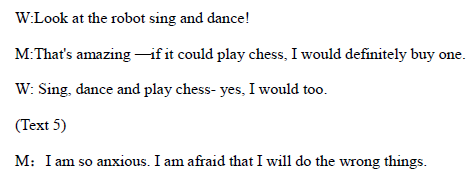 W:Look at the robot sing and dance!
M:That's amazing —if it could play chess, I would definitely buy one.
W: Sing, dance and play chess- yes, I would too.
(Text 5)
M：I am so anxious. I am afraid that I will do the wrong things.